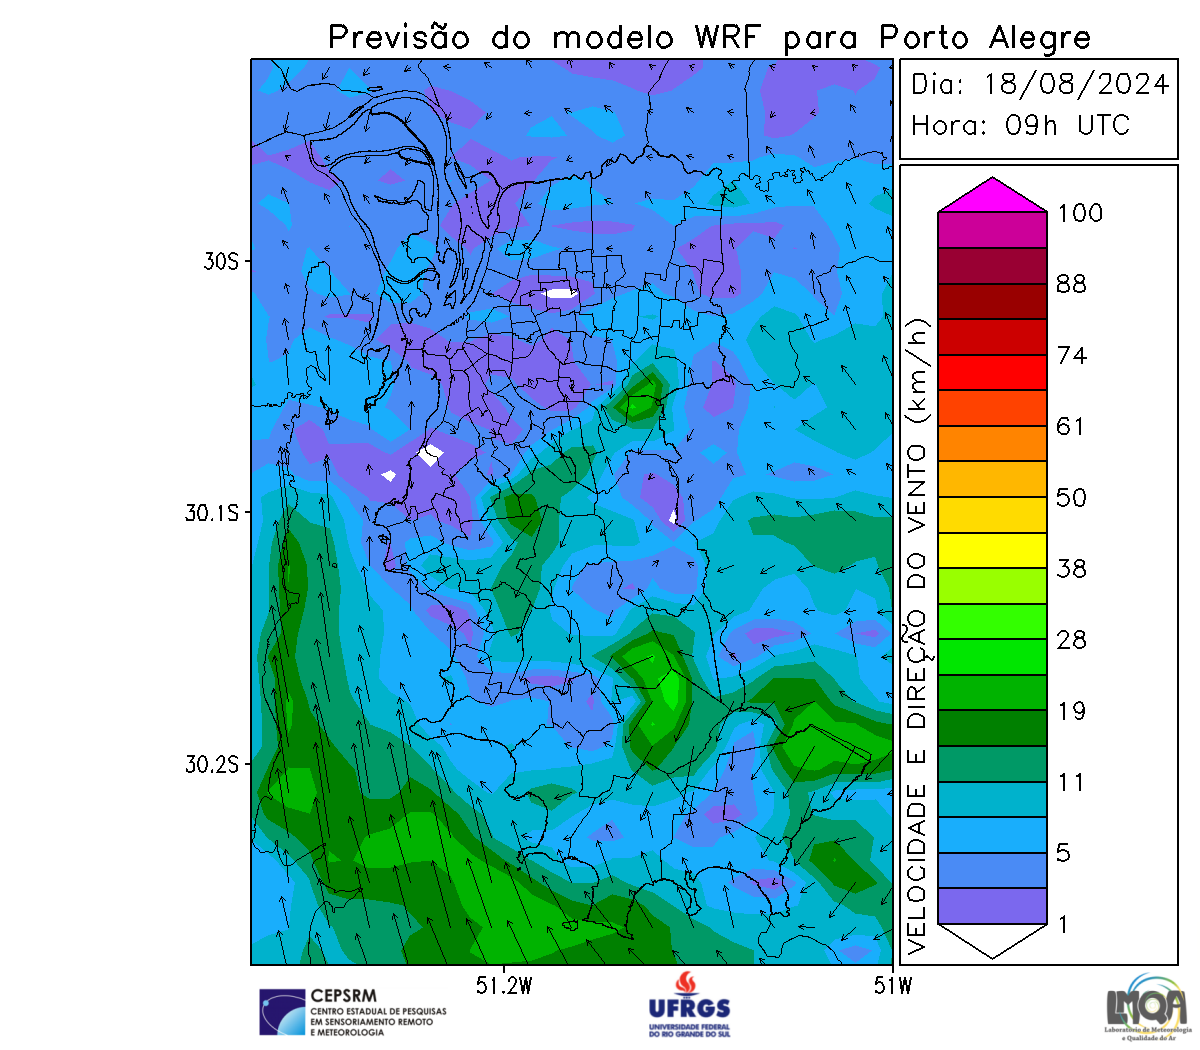 Previsão do modelo WRF para Porto Alegre
Dia: 18/08/2024
Hora: 09h UTC
30S
30.1S
30.2S
51.2W
51W
VELOCIDADE E DIREÇÃO DO VENTO (km/h)
100
88
74
61
50
38
28
19
11
5
1
CEPSRM
CENTRO ESTADUAL DE PESQUISAS
EM SENSORIAMENTO REMOTO
E METEOROLOGIA
UFRGS
UNIVERSIDADE FEDERAL
DO RIO GRANDE DO SUL
LMQA
Laboratório de Meteorologia
e Qualidade do Ar